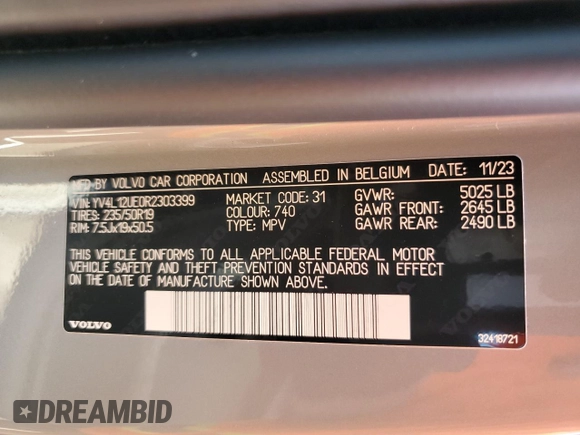 MFD BY VOLVO CAR CORPORATION ASSEMBLED IN BELGIUM DATE: 11/23
VIN: YV4L12UE0R2303399 MARKET CODE: 31 GVWR: 5025 LB
TIRES: 235/50R19 COLOUR: 740 GAWR FRONT: 2645 LB
RIM: 7.5Jx19x50.5 TYPE: MPV GAWR REAR: 2490 LB
THIS VEHICLE CONFORMS TO ALL APPLICABLE FEDERAL MOTOR
VEHICLE SAFETY AND THEFT PREVENTION STANDARDS IN EFFECT
ON THE DATE OF MANUFACTURE SHOWN ABOVE.
VOLVO 32418721
DREAMBID